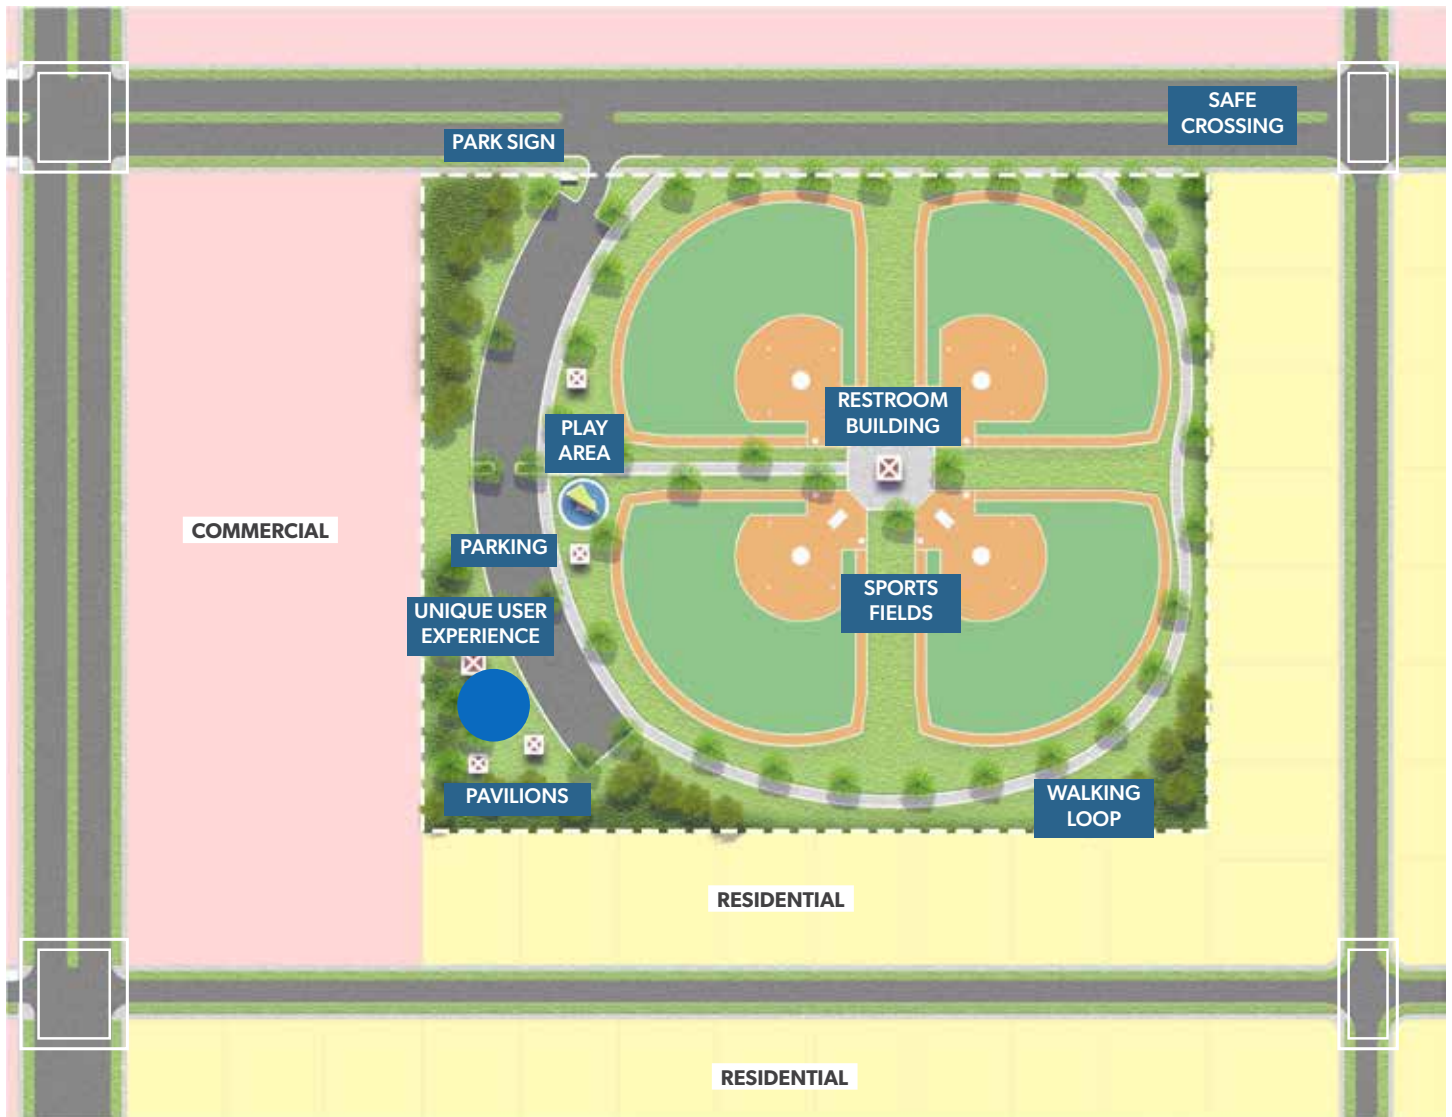 SAFE
CROSSING
PARK SIGN
RESTROOM
BUILDING
PLAY
AREA
COMMERCIAL
PARKING
SPORTS
FIELDS
UNIQUE USER
EXPERIENCE
PAVILIONS
WALKING
LOOP
RESIDENTIAL
RESIDENTIAL